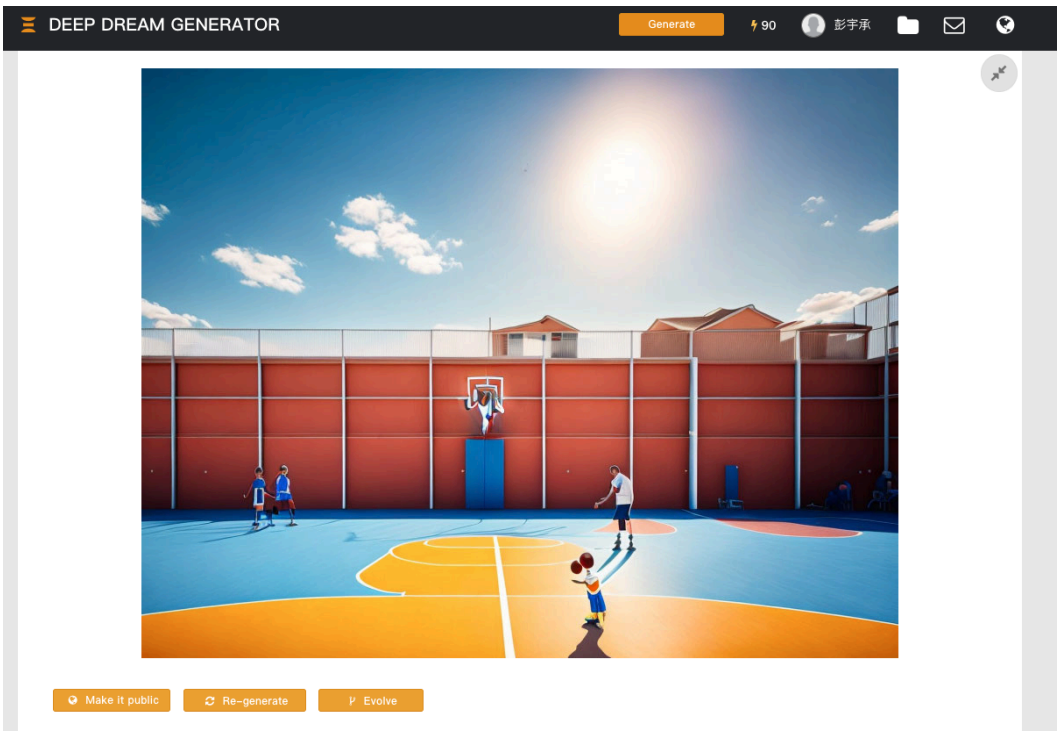 DEEP DREAM GENERATOR
Generate
90
彭宇承
Make it public
Re-generate
Evolve